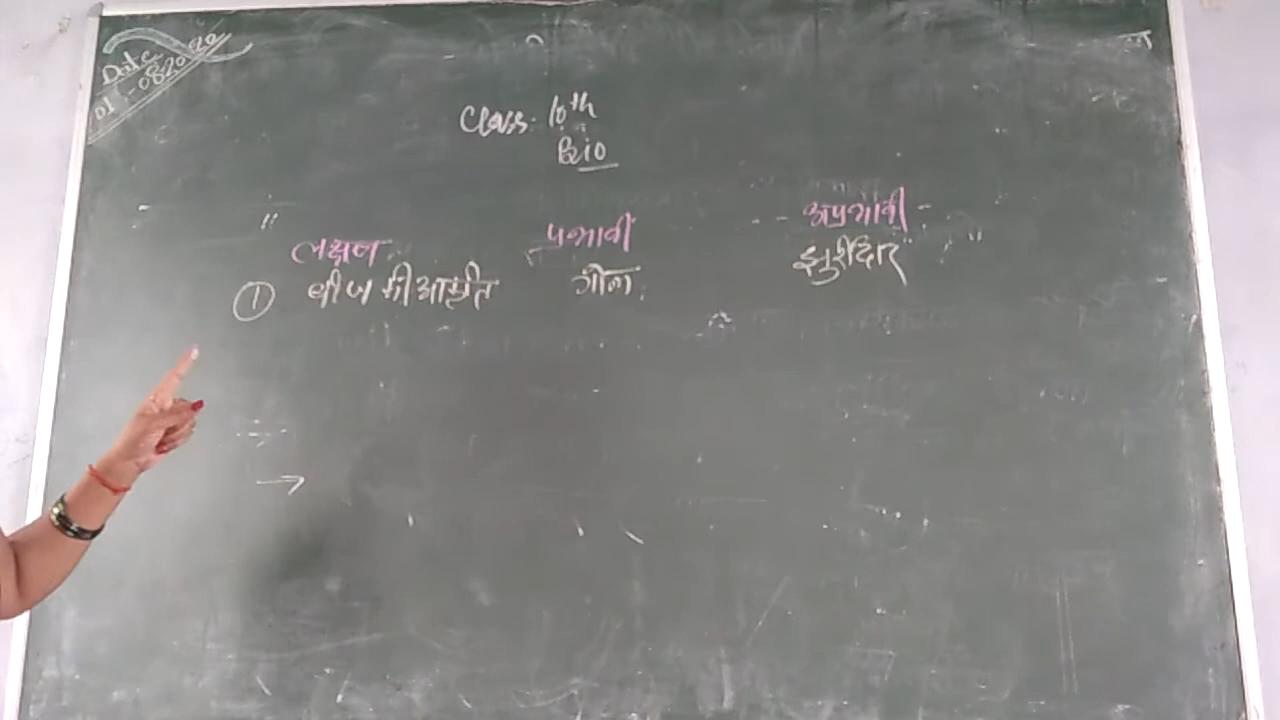 Date
01-08-2020
Class. 10th
Bio
लक्षण प्रभावी अप्रभावी
① बीज की आकृति गोल झुर्रीदार